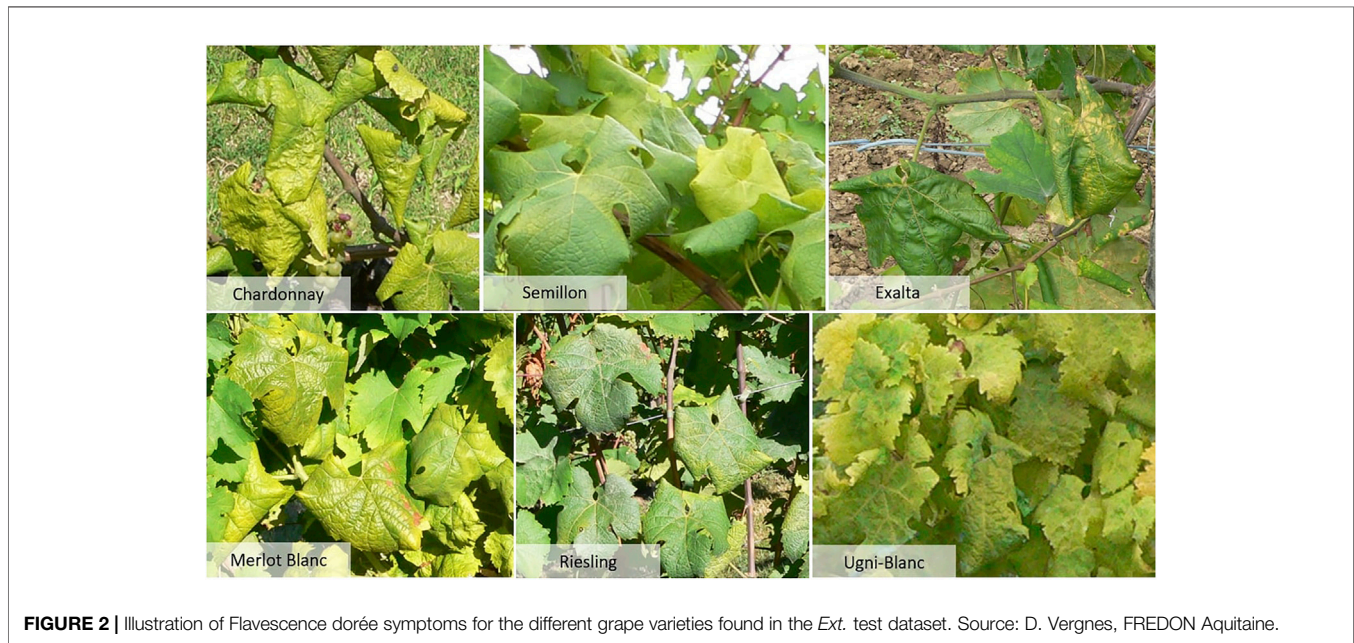 Chardonnay
Semillon
Exalta
Merlot Blanc
Riesling
Ugni-Blanc
FIGURE 2 | Illustration of Flavescence dorée symptoms for the different grape varieties found in the Ext. test dataset. Source: D. Vergnes, FREDON Aquitaine.